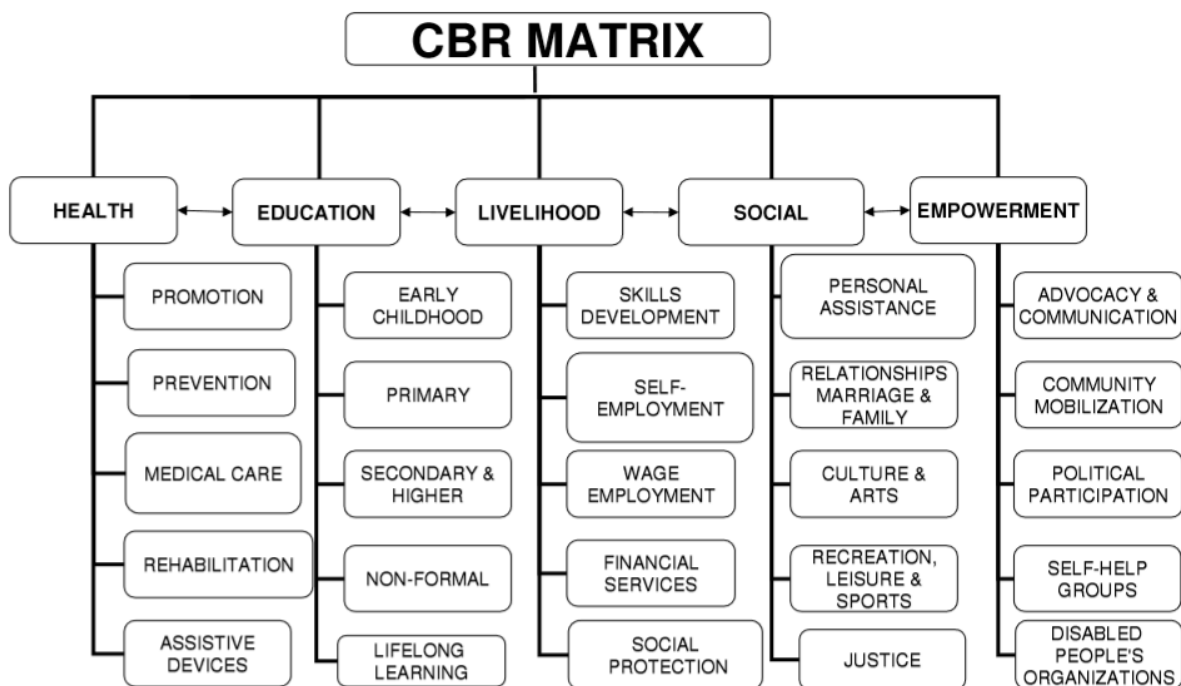 CBR MATRIX
HEALTH
EDUCATION
LIVELIHOOD
SOCIAL
EMPOWERMENT
PROMOTION
PREVENTION
MEDICAL CARE
REHABILITATION
ASSISTIVE
DEVICES
EARLY
CHILDHOOD
PRIMARY
SECONDARY &
HIGHER
NON-FORMAL
LIFELONG
LEARNING
SKILLS
DEVELOPMENT
SELF-
EMPLOYMENT
WAGE
EMPLOYMENT
FINANCIAL
SERVICES
SOCIAL
PROTECTION
PERSONAL
ASSISTANCE
RELATIONSHIPS
MARRIAGE &
FAMILY
CULTURE &
ARTS
RECREATION,
LEISURE &
SPORTS
JUSTICE
ADVOCACY &
COMMUNICATION
COMMUNITY
MOBILIZATION
POLITICAL
PARTICIPATION
SELF-HELP
GROUPS
DISABLED
PEOPLE'S
ORGANIZATIONS